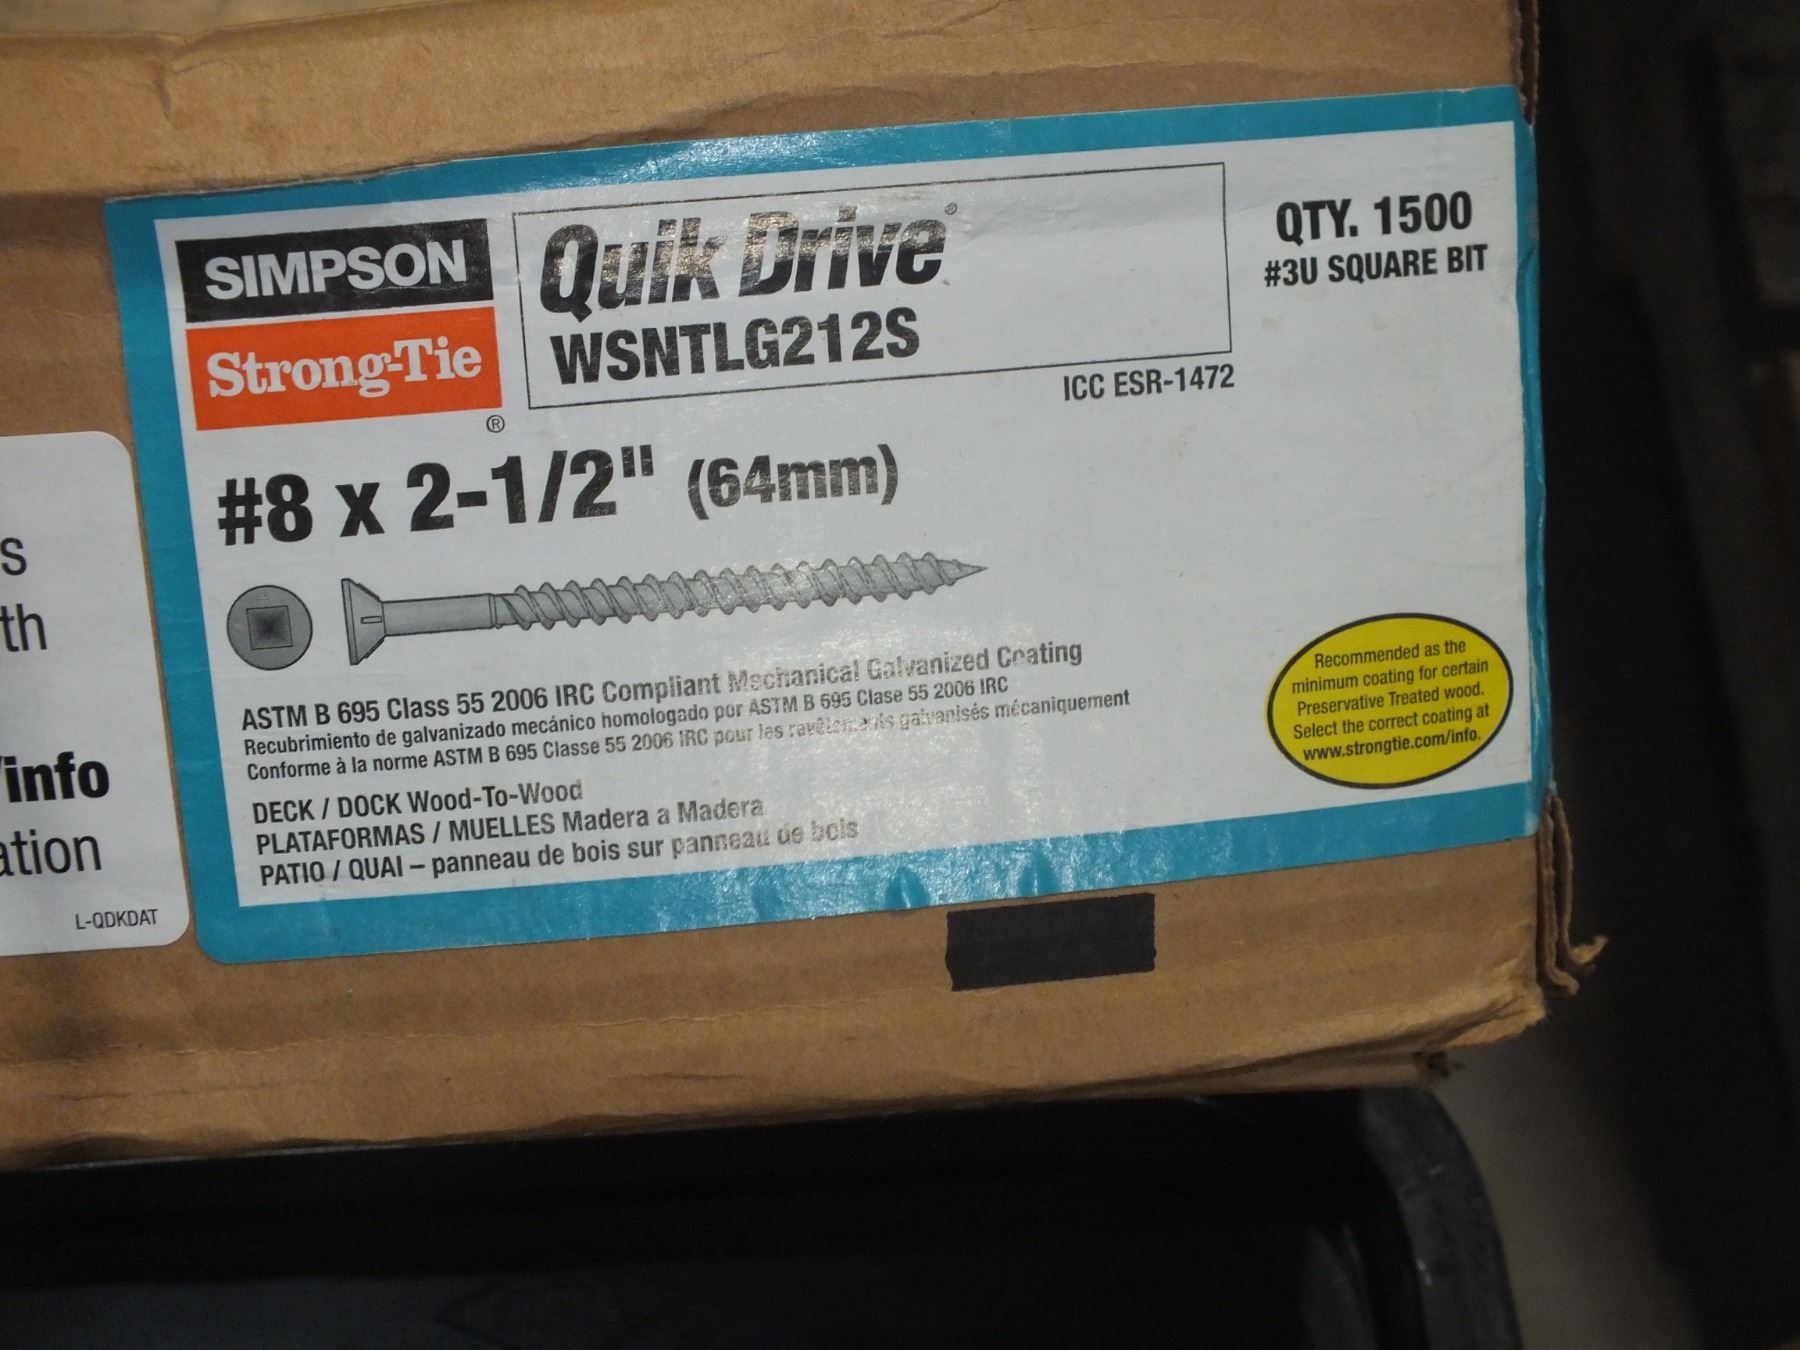 SIMPSON
Strong-Tie
®
Quik Drive®
WSNTLG212S
QTY. 1500
#3U SQUARE BIT
ICC ESR-1472
#8 x 2-1/2" (64mm)
ASTM B 695 Class 55 2006 IRC Compliant Mechanical Galvanized Coating
Recubrimiento de galvanizado mecánico homologado por ASTM B 695 Clase 55 2006 IRC
Conforme à la norme ASTM B 695 Classe 55 2006 IRC pour les revêtements galvanisés mécaniquement
DECK / DOCK Wood-To-Wood
PLATAFORMAS / MUELLES Madera a Madera
PATIO / QUAI – panneau de bois sur panneau de bois
Recommended as the
minimum coating for certain
Preservative Treated wood.
Select the correct coating at
www.strongtie.com/info.
s
th
/info
ation
L-QDKDAT